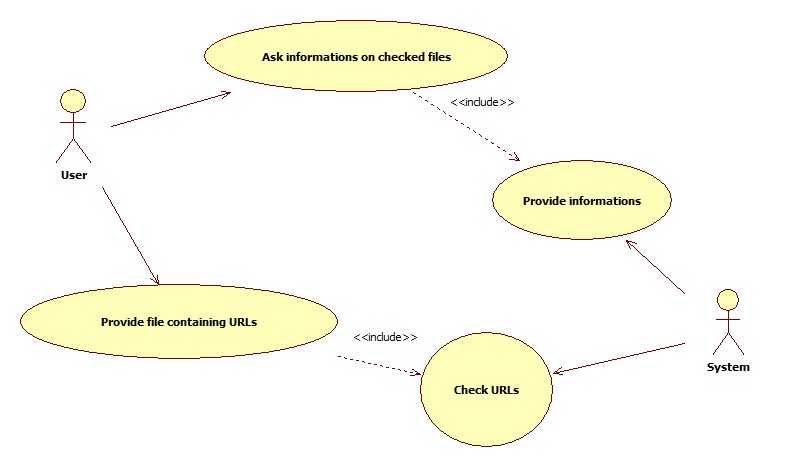 Ask informations on checked files
<<include>>
User
Provide informations
Provide file containing URLs
<<include>>
Check URLs
System